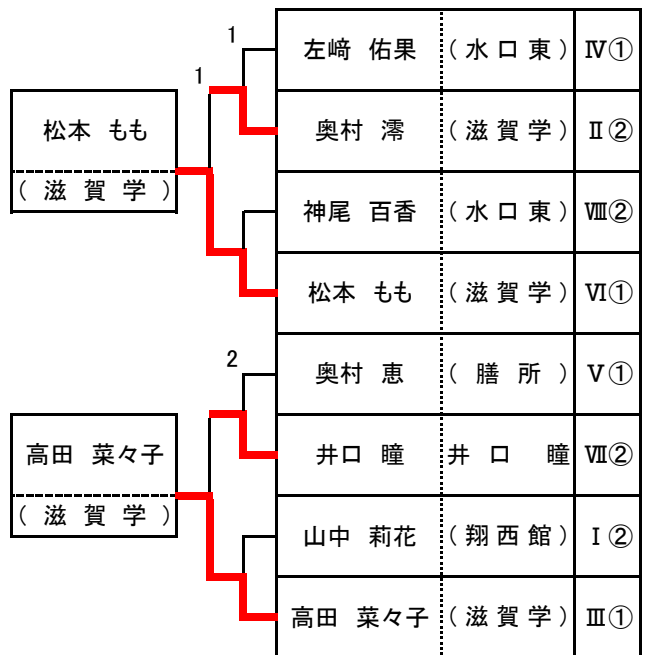 1
左﨑 佑果 (水口東) Ⅳ①
1
松本 もも
(滋賀学)
奥村 澪 (滋賀学) Ⅱ②
神尾 百香 (水口東) Ⅷ②
松本 もも (滋賀学) Ⅵ①
2
奥村 恵 (膳所) Ⅴ①
高田 菜々子
(滋賀学)
井口 瞳 井口 瞳 Ⅶ②
山中 莉花 (翔西館) Ⅰ②
高田 菜々子 (滋賀学) Ⅲ①